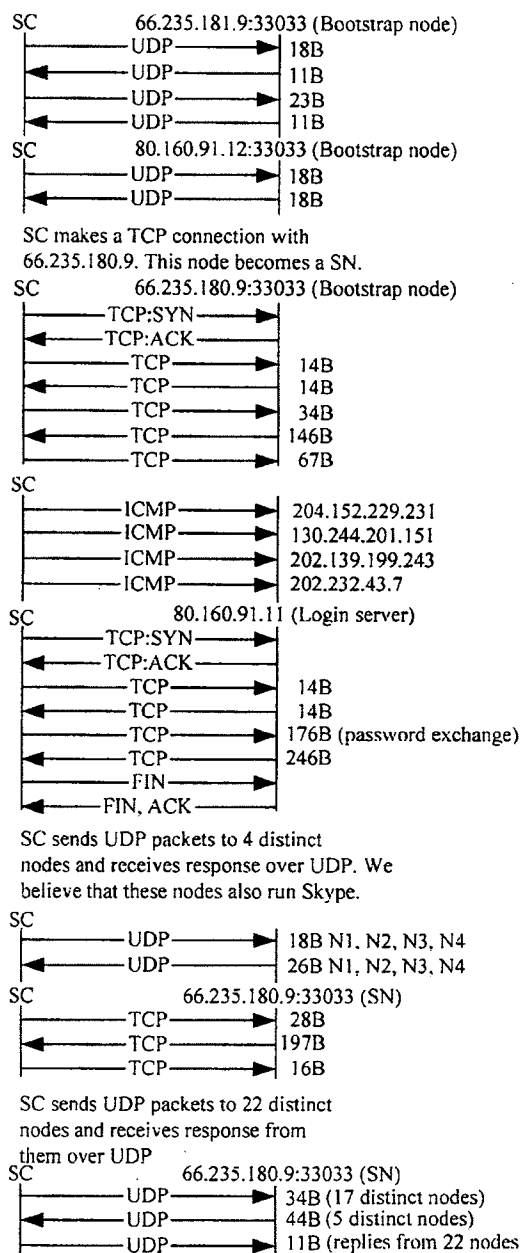 SC 66.235.181.9:33033 (Bootstrap node)
UDP 18B
UDP 11B
UDP 23B
UDP 11B
SC 80.160.91.12:33033 (Bootstrap node)
UDP 18B
UDP 18B
SC makes a TCP connection with
66.235.180.9. This node becomes a SN.
SC 66.235.180.9:33033 (Bootstrap node)
TCP:SYN
TCP:ACK
TCP 14B
TCP 14B
TCP 34B
TCP 146B
TCP 67B
SC
ICMP 204.152.229.231
ICMP 130.244.201.151
ICMP 202.139.199.243
ICMP 202.232.43.7
SC 80.160.91.11 (Login server)
TCP:SYN
TCP:ACK
TCP 14B
TCP 14B
TCP 176B (password exchange)
TCP 246B
FIN
FIN, ACK
SC sends UDP packets to 4 distinct
nodes and receives response over UDP. We
believe that these nodes also run Skype.
SC
UDP 18B N1, N2, N3, N4
UDP 26B N1, N2, N3, N4
SC 66.235.180.9:33033 (SN)
TCP 28B
TCP 197B
TCP 16B
SC sends UDP packets to 22 distinct
nodes and receives response from
them over UDP
SC 66.235.180.9:33033 (SN)
UDP 34B (17 distinct nodes)
UDP 44B (5 distinct nodes)
UDP 11B (replies from 22 nodes